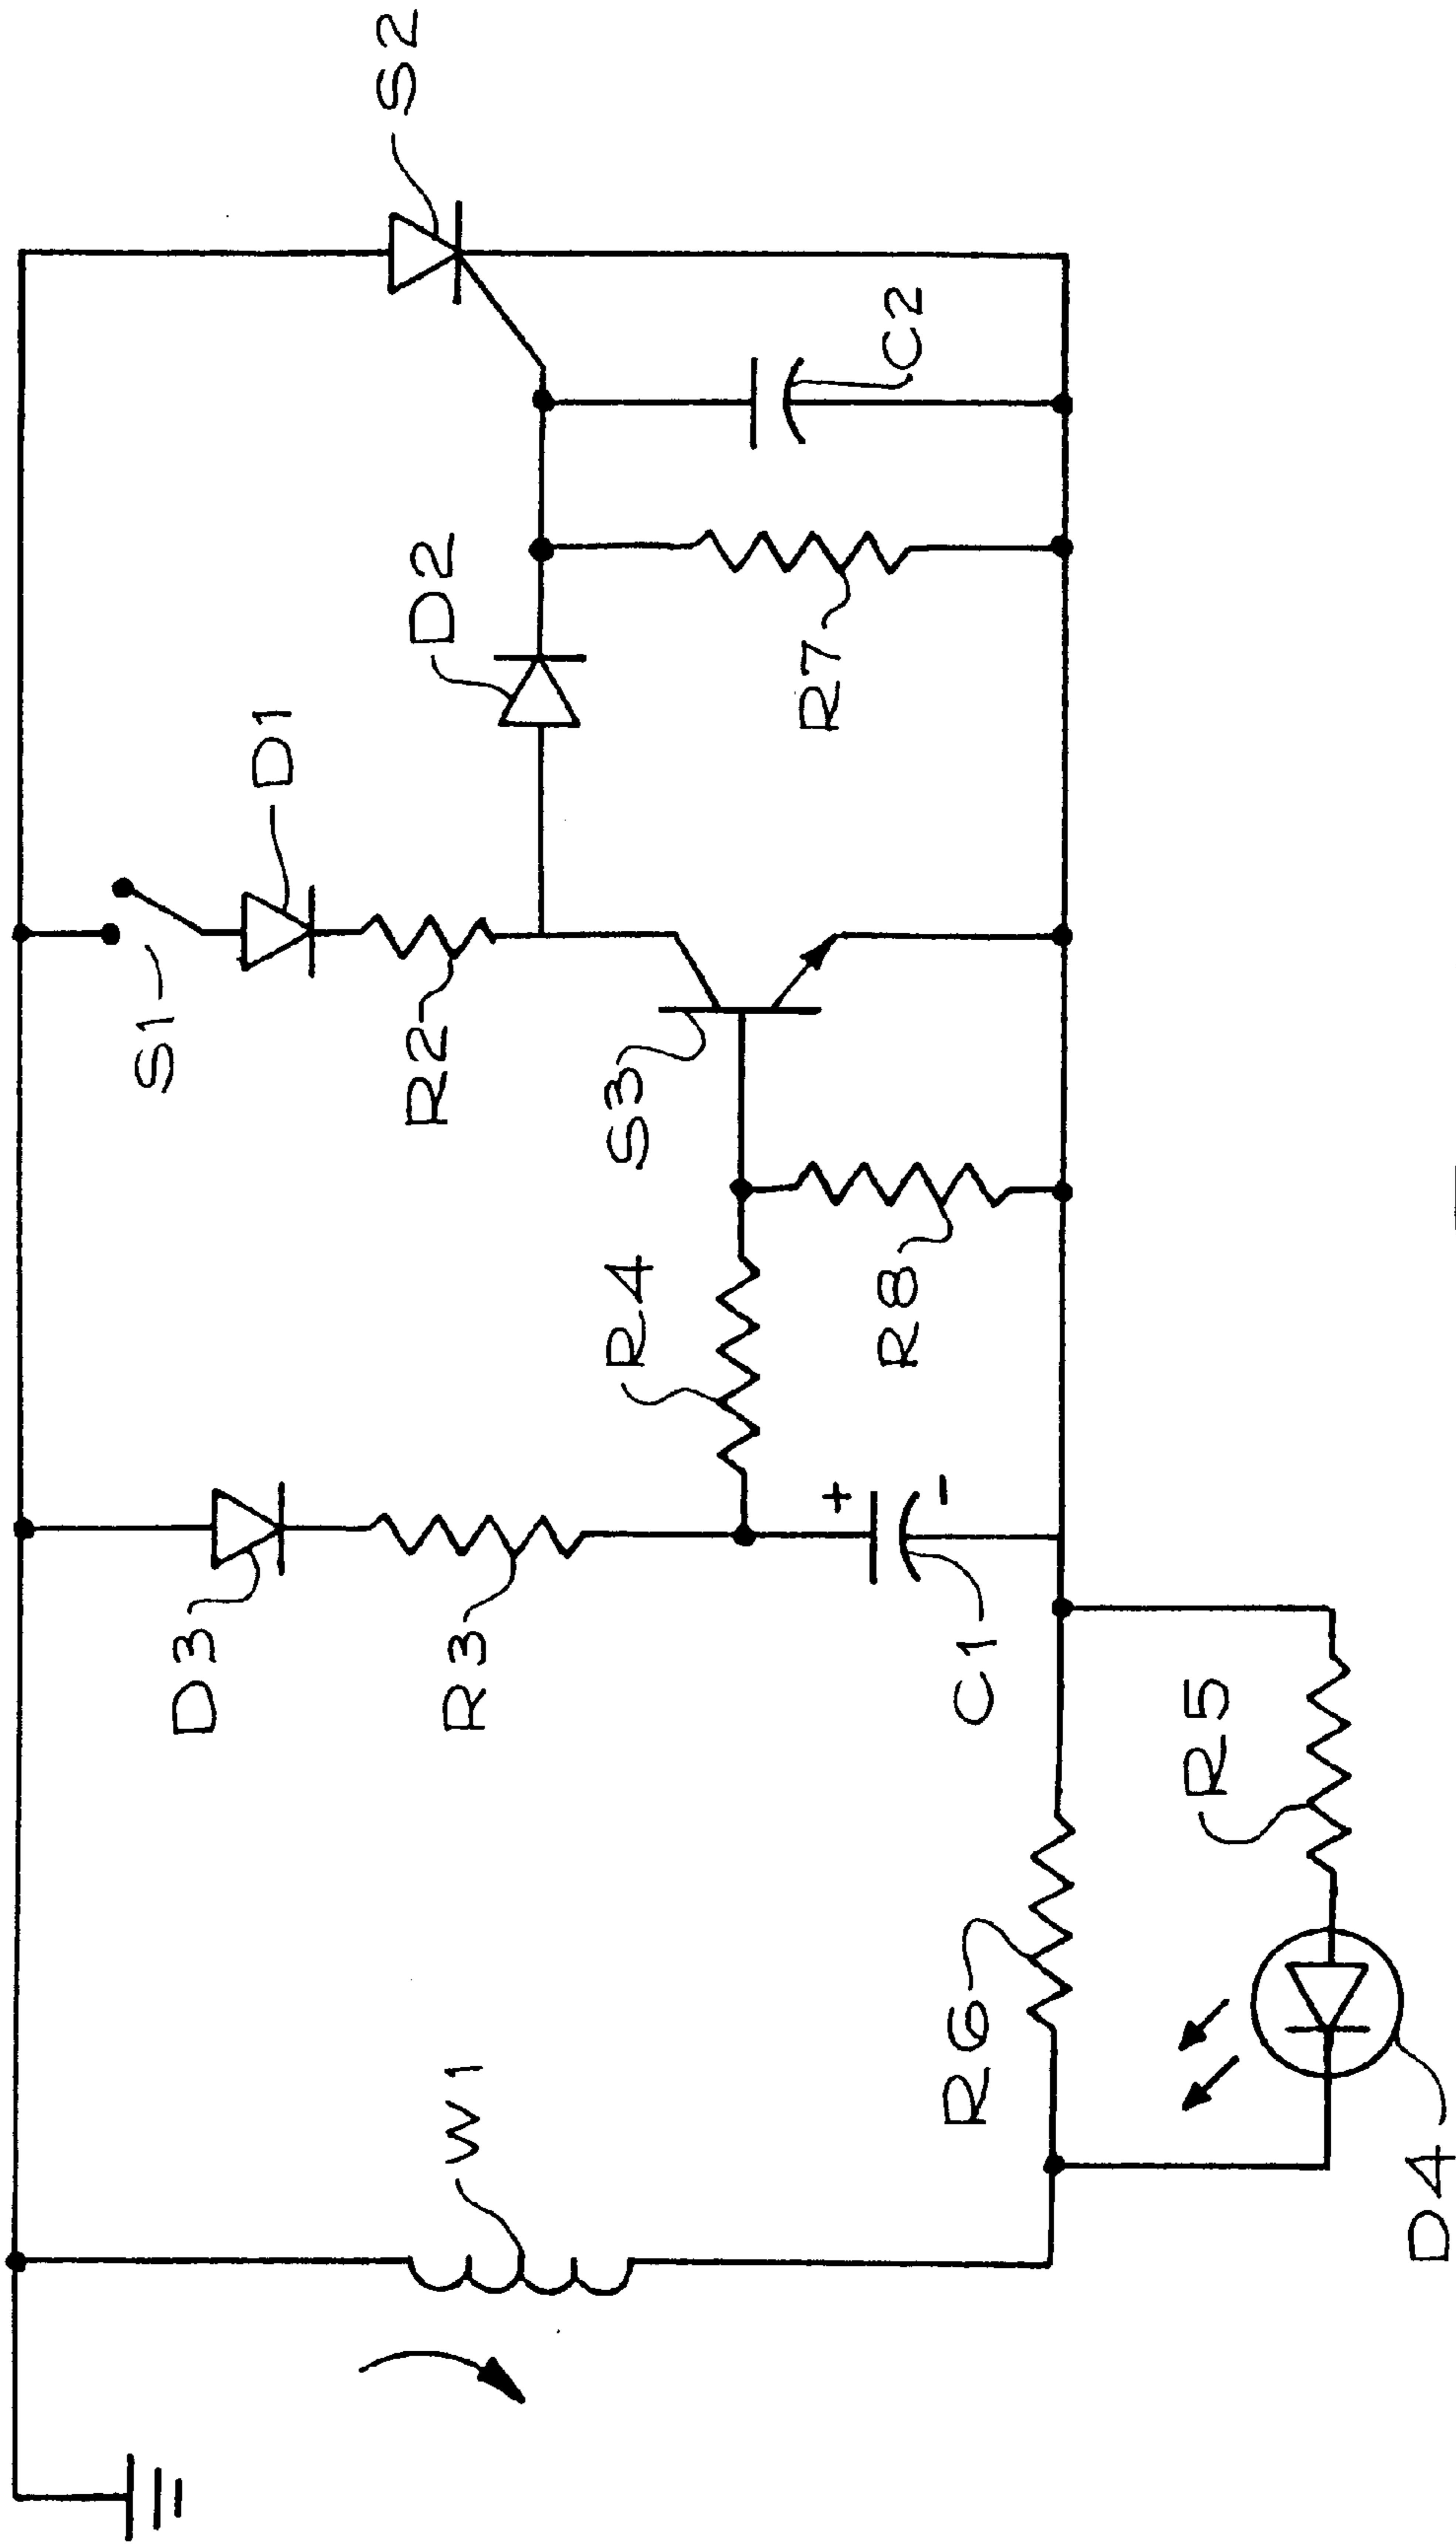 S2
D1
S1
D2
C2
R2
R7
S3
D3
R4
R3
R8
+
-
C1
W1
R6
R5
D4